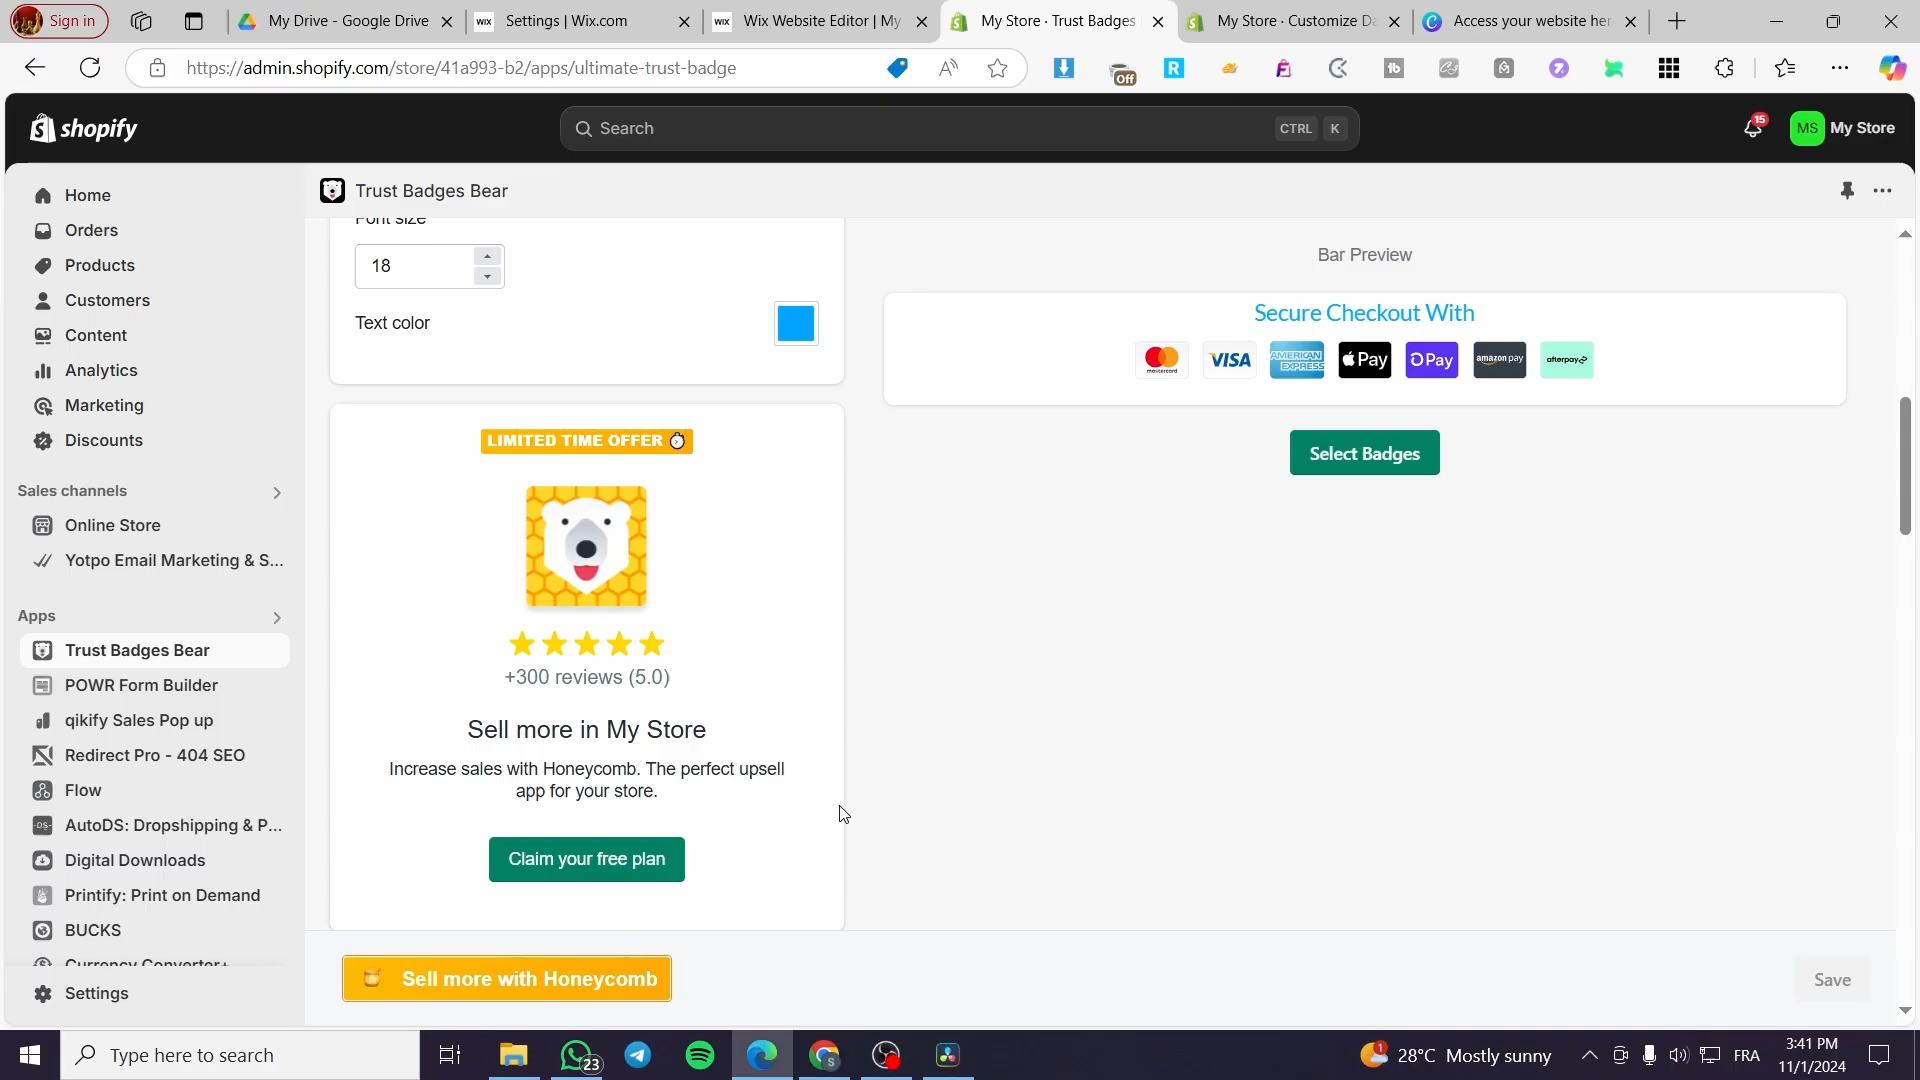 Sign in
My Drive - Google Drive
WIX
Settings | Wix.com
WIX
Wix Website Editor | My
My Store · Trust Badges
My Store · Customize Da
Access your website her
https://admin.shopify.com/store/41a993-b2/apps/ultimate-trust-badge
Off
shopify
Search
CTRL K
15
MS
My Store
Home
Orders
Products
Customers
Content
Analytics
Marketing
Discounts
Sales channels
Online Store
Yotpo Email Marketing & S...
Apps
Trust Badges Bear
POWR Form Builder
qikify Sales Pop up
Redirect Pro - 404 SEO
Flow
AutoDS: Dropshipping & P...
Digital Downloads
Printify: Print on Demand
BUCKS
Currency Converter+
Settings
Trust Badges Bear
Font size
18
Text color
LIMITED TIME OFFER
+300 reviews (5.0)
Sell more in My Store
Increase sales with Honeycomb. The perfect upsell
app for your store.
Claim your free plan
Sell more with Honeycomb
Bar Preview
Secure Checkout With
mastercard
VISA
AMERICAN EXPRESS
Pay
Pay
amazon pay
afterpay
Select Badges
Save
Type here to search
23
28°C Mostly sunny
FRA
3:41 PM
11/1/2024